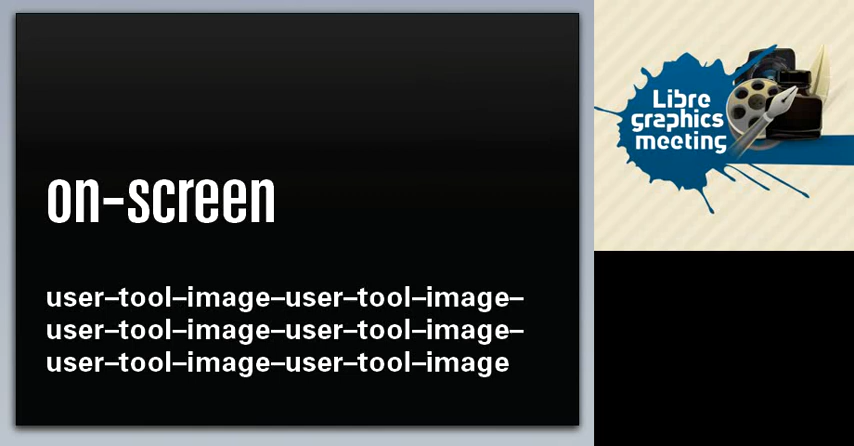 on-screen
user–tool–image–user–tool–image–
user–tool–image–user–tool–image–
user–tool–image–user–tool–image
Libre
graphics
meeting